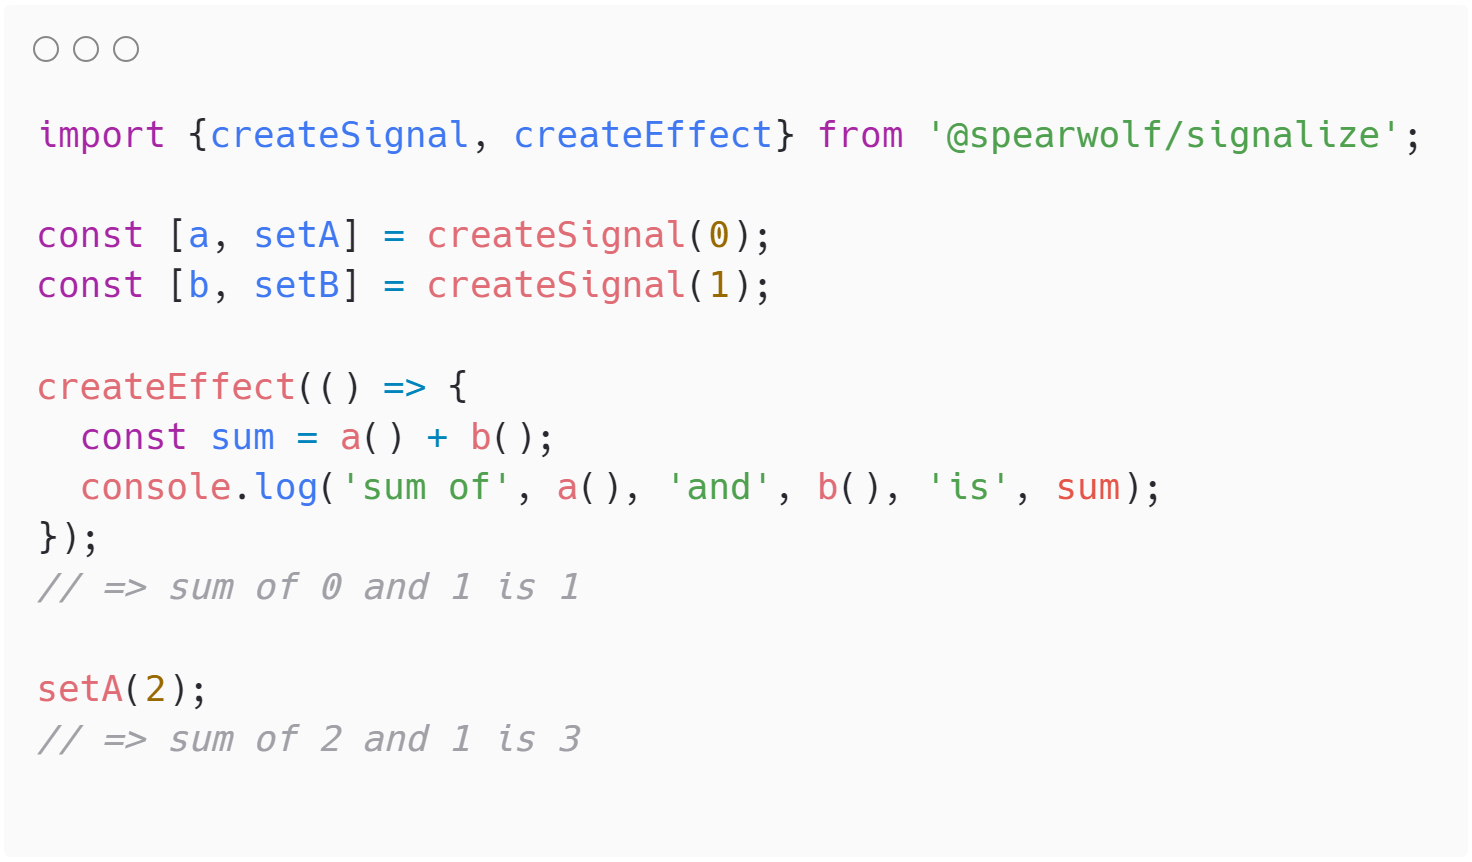 import {createSignal, createEffect} from '@spearwolf/signalize';

const [a, setA] = createSignal(0);
const [b, setB] = createSignal(1);

createEffect(() => {
  const sum = a() + b();
  console.log('sum of', a(), 'and', b(), 'is', sum);
});
// => sum of 0 and 1 is 1

setA(2);
// => sum of 2 and 1 is 3